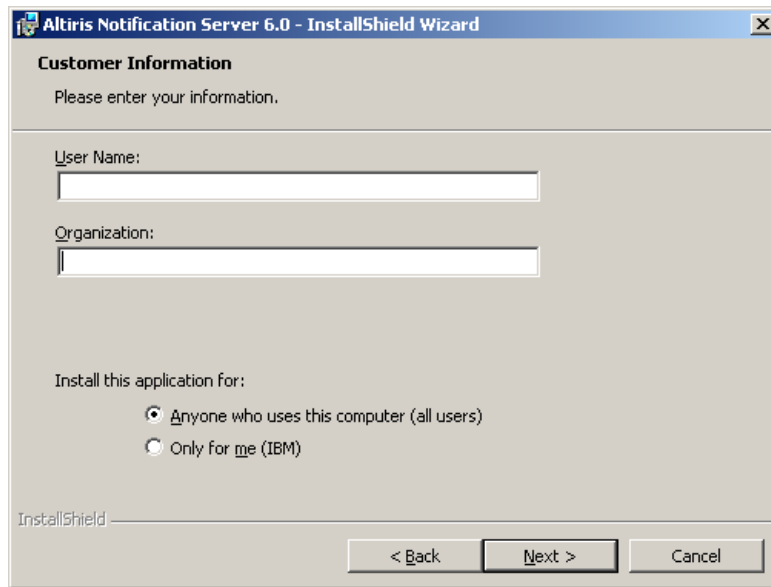 Altiris Notification Server 6.0 - InstallShield Wizard
Customer Information
Please enter your information.
User Name:
Organization:
Install this application for:
Anyone who uses this computer (all users)
Only for me (IBM)
InstallShield
< Back Next > Cancel